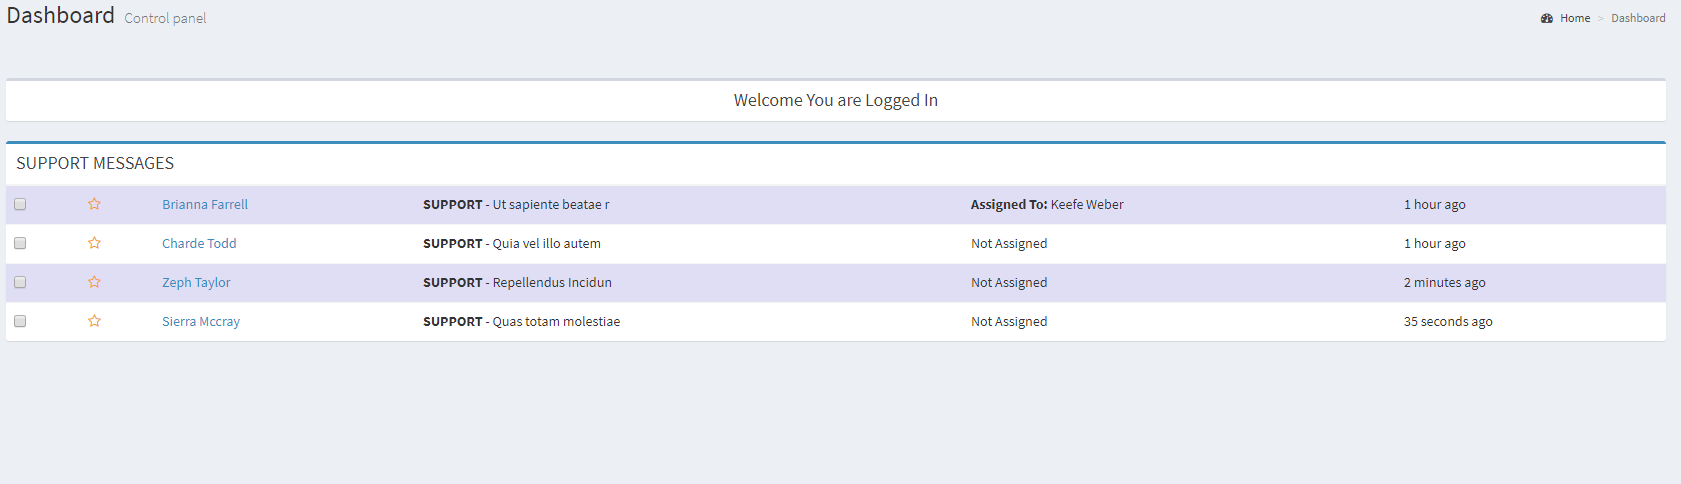 Dashboard Control panel
Home > Dashboard
Welcome You are Logged In
SUPPORT MESSAGES
Brianna Farrell SUPPORT - Ut sapiente beatae r Assigned To: Keefe Weber 1 hour ago
Charde Todd SUPPORT - Quia vel illo autem Not Assigned 1 hour ago
Zeph Taylor SUPPORT - Repellendus Incidun Not Assigned 2 minutes ago
Sierra Mccray SUPPORT - Quas totam molestiae Not Assigned 35 seconds ago